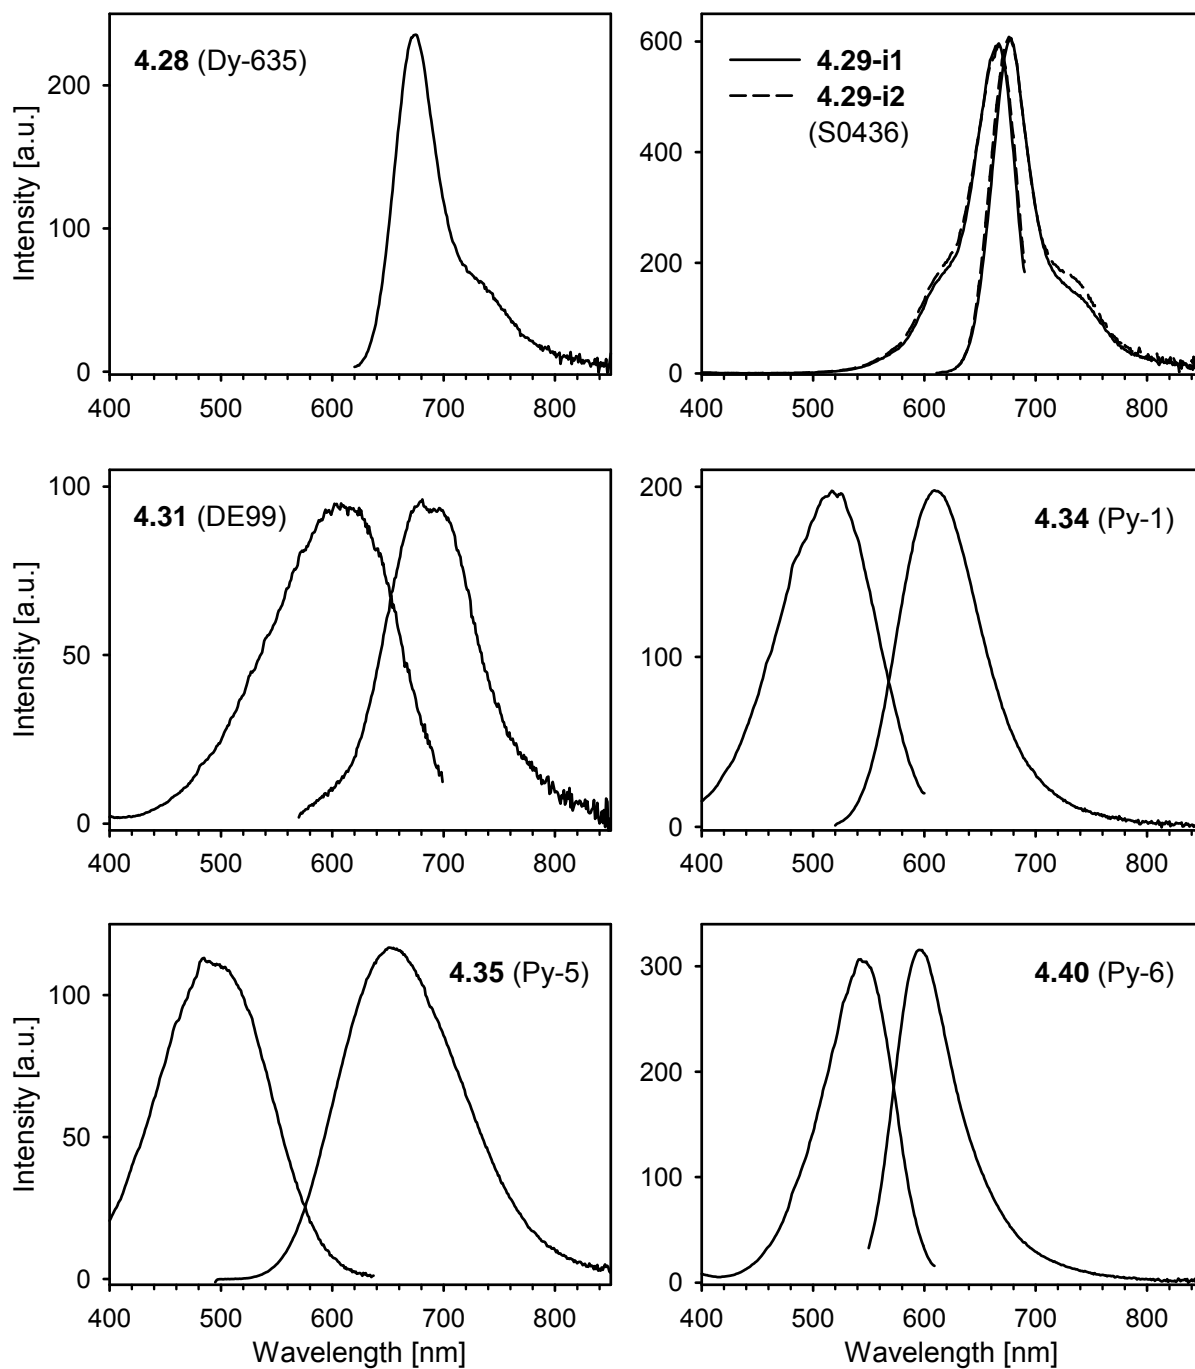 4.28 (Dy-635)
Intensity [a.u.]
200
100
0
400 500 600 700 800
4.29-i1
4.29-i2
(S0436)
600
400
200
0
400 500 600 700 800
4.31 (DE99)
Intensity [a.u.]
100
50
0
400 500 600 700 800
4.34 (Py-1)
200
100
0
400 500 600 700 800
4.35 (Py-5)
Intensity [a.u.]
100
50
0
400 500 600 700 800
Wavelength [nm]
4.40 (Py-6)
300
200
100
0
400 500 600 700 800
Wavelength [nm]